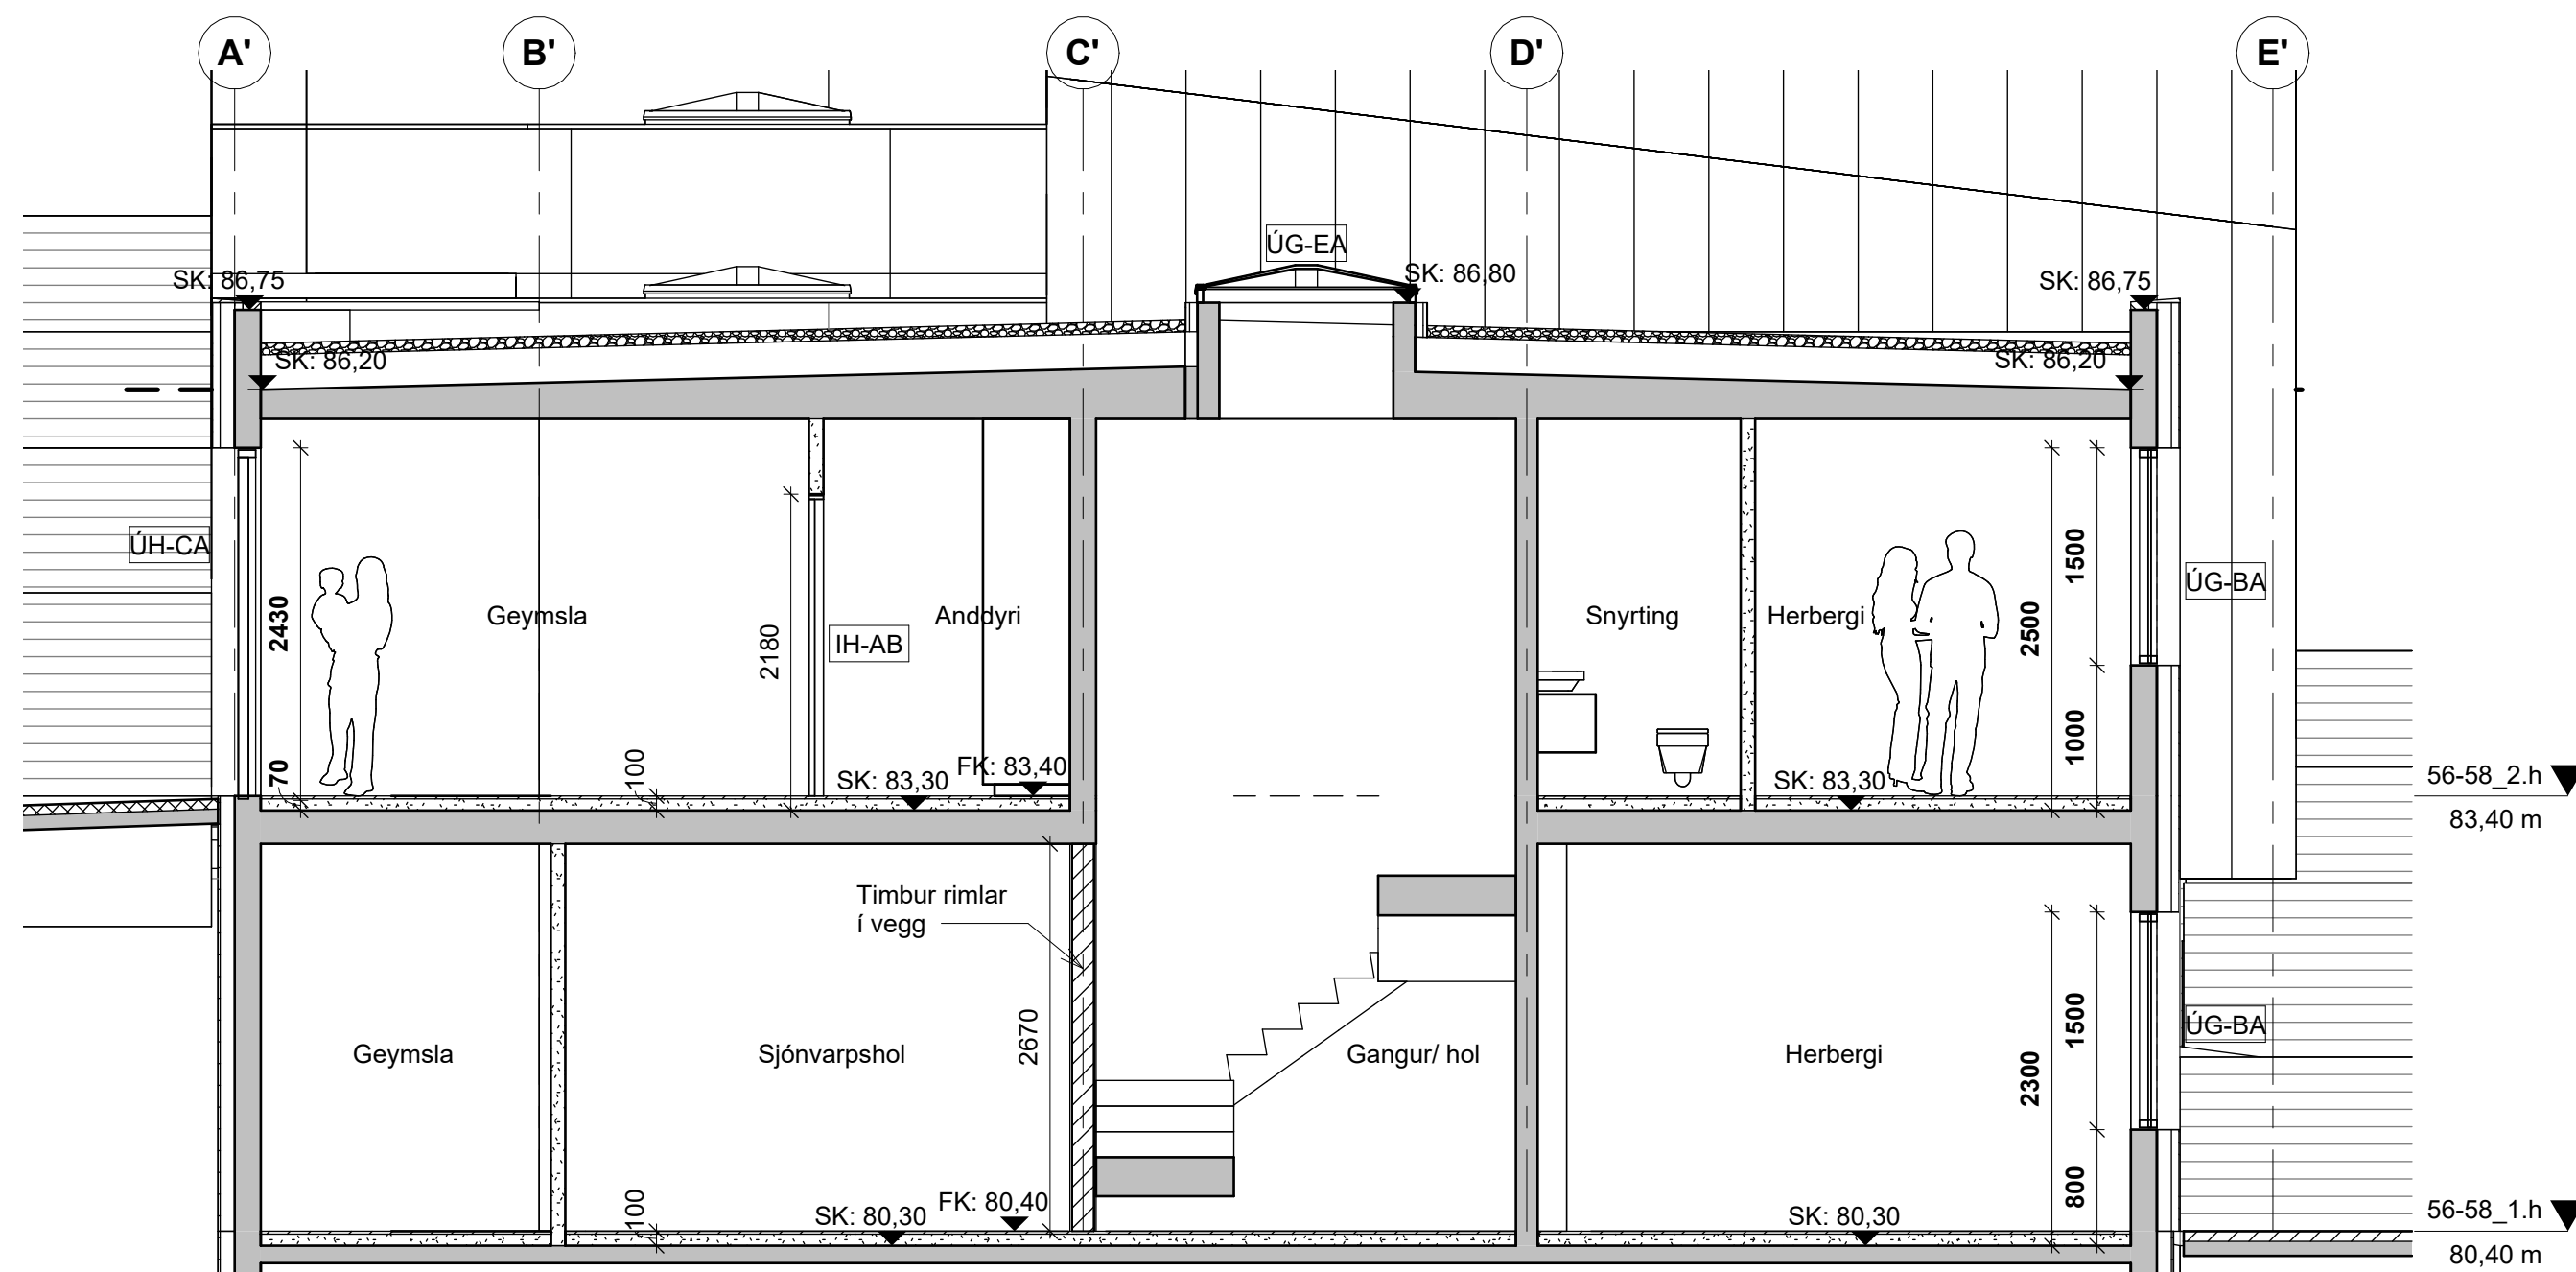 A'
B'
C'
D'
E'
ÚG-EA
SK: 86,75
SK: 86,80
SK: 86,75
SK: 86,20
SK: 86,20
ÚH-CA
2430
70
Geymsla
100
2180
IH-AB
Anddyri
SK: 83,30
FK: 83,40
Snyrting
Herbergi
SK: 83,30
2500
1500
1000
ÚG-BA
56-58_2.h
83,40 m
Timbur rimlar
í vegg
Geymsla
Sjónvarpshol
2670
Gangur/ hol
Herbergi
2300
1500
800
ÚG-BA
100
SK: 80,30
FK: 80,40
SK: 80,30
56-58_1.h
80,40 m